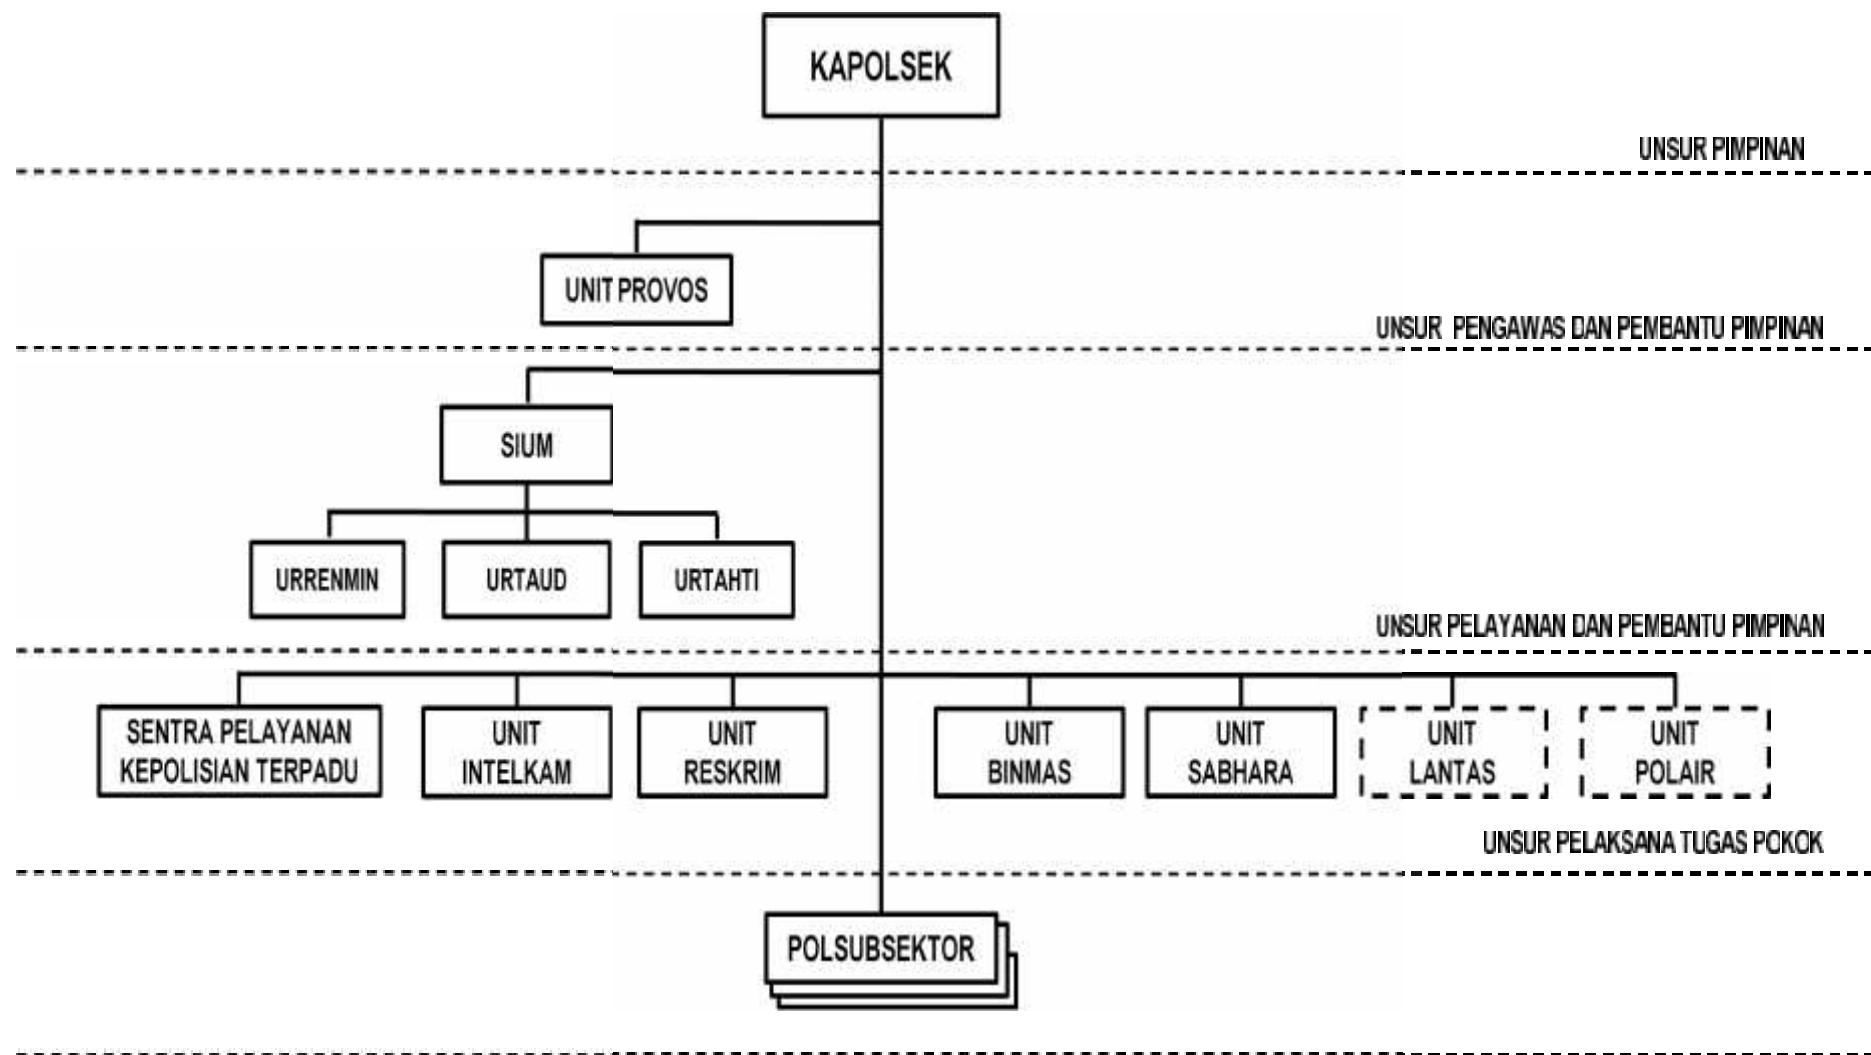 KAPOLSEK
UNSUR PIMPINAN
UNIT PROVOS
UNSUR PENGAWAS DAN PEMBANTU PIMPINAN
SIUM
URRENMIN
URTAUD
URTAHTI
UNSUR PELAYANAN DAN PEMBANTU PIMPINAN
SENTRA PELAYANAN
KEPOLISIAN TERPADU
UNIT
INTELKAM
UNIT
RESKRIM
UNIT
BINMAS
UNIT
SABHARA
UNIT
LANTAS
UNIT
POLAIR
UNSUR PELAKSANA TUGAS POKOK
POLSUBSEKTOR